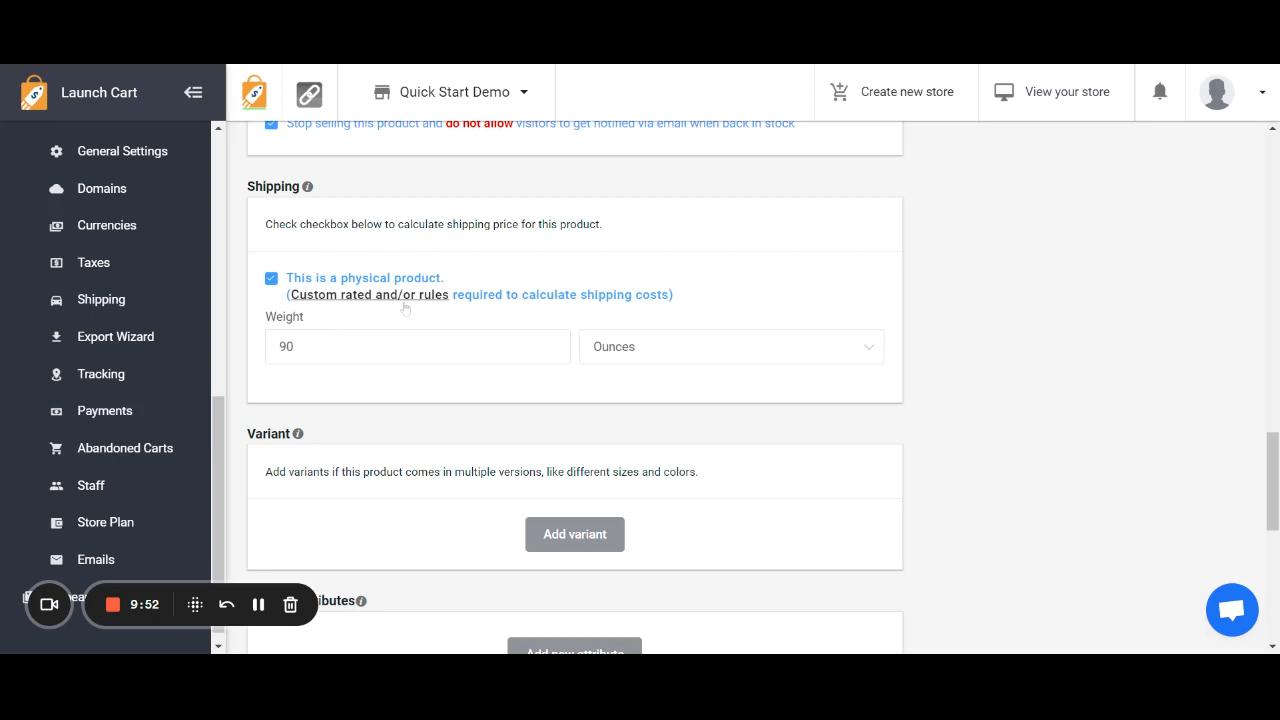 Launch Cart
Quick Start Demo
Create new store
View your store
General Settings
Domains
Currencies
Taxes
Shipping
Export Wizard
Tracking
Payments
Abandoned Carts
Staff
Store Plan
Emails
9:52
Stop selling this product and do not allow visitors to get notified via email when back in stock
Shipping
Check checkbox below to calculate shipping price for this product.
This is a physical product.
(Custom rated and/or rules required to calculate shipping costs)
Weight
90
Ounces
Variant
Add variants if this product comes in multiple versions, like different sizes and colors.
Add variant
ibutes
Add new attribute